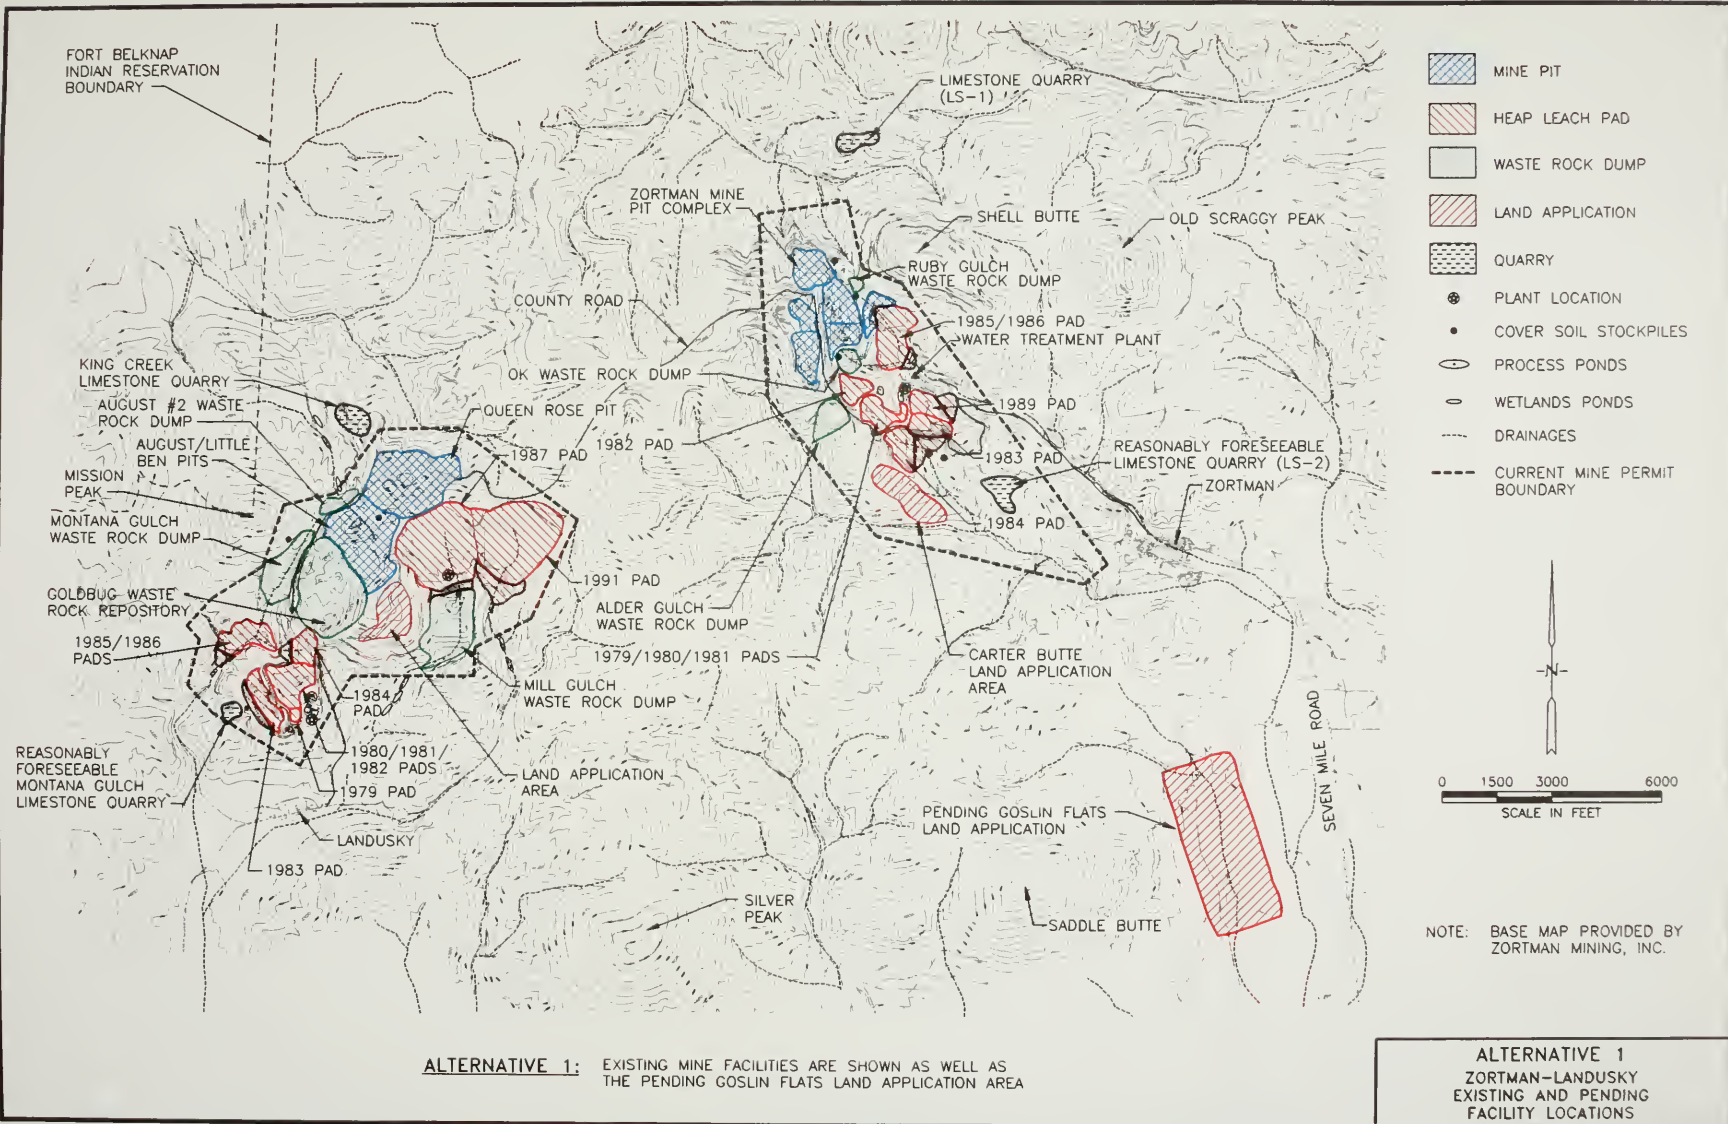 FORT BELKNAP
INDIAN RESERVATION
BOUNDARY
LIMESTONE QUARRY
(LS-1)
ZORTMAN MINE
PIT COMPLEX
SHELL BUTTE
OLD SCRAGGY PEAK
RUBY GULCH
WASTE ROCK DUMP
COUNTY ROAD
1985/1986 PAD
WATER TREATMENT PLANT
KING CREEK
LIMESTONE QUARRY
OK WASTE ROCK DUMP
AUGUST #2 WASTE
ROCK DUMP
QUEEN ROSE PIT
1989 PAD
AUGUST/LITTLE
BEN PITS
1982 PAD
1987 PAD
1983 PAD
REASONABLY FORESEEABLE
LIMESTONE QUARRY (LS-2)
MISSION
PEAK
ZORTMAN
MONTANA GULCH
WASTE ROCK DUMP
1984 PAD
1991 PAD
GOLDBUG WASTE
ROCK REPOSITORY
ALDER GULCH
WASTE ROCK DUMP
1985/1986
PADS
1979/1980/1981 PADS
CARTER BUTTE
LAND APPLICATION
AREA
MILL GULCH
WASTE ROCK DUMP
1984
PAD
REASONABLY
FORESEEABLE
MONTANA GULCH
LIMESTONE QUARRY
1980/1981/
1982 PADS
1979 PAD
LAND APPLICATION
AREA
LANDUSKY
1983 PAD
PENDING GOSLIN FLATS
LAND APPLICATION
SEVEN MILE ROAD
SILVER
PEAK
SADDLE BUTTE
MINE PIT
HEAP LEACH PAD
WASTE ROCK DUMP
LAND APPLICATION
QUARRY
PLANT LOCATION
COVER SOIL STOCKPILES
PROCESS PONDS
WETLANDS PONDS
DRAINAGES
CURRENT MINE PERMIT
BOUNDARY
N
0 1500 3000 6000
SCALE IN FEET
NOTE: BASE MAP PROVIDED BY
ZORTMAN MINING, INC.
ALTERNATIVE 1: EXISTING MINE FACILITIES ARE SHOWN AS WELL AS
THE PENDING GOSLIN FLATS LAND APPLICATION AREA
ALTERNATIVE 1
ZORTMAN-LANDUSKY
EXISTING AND PENDING
FACILITY LOCATIONS